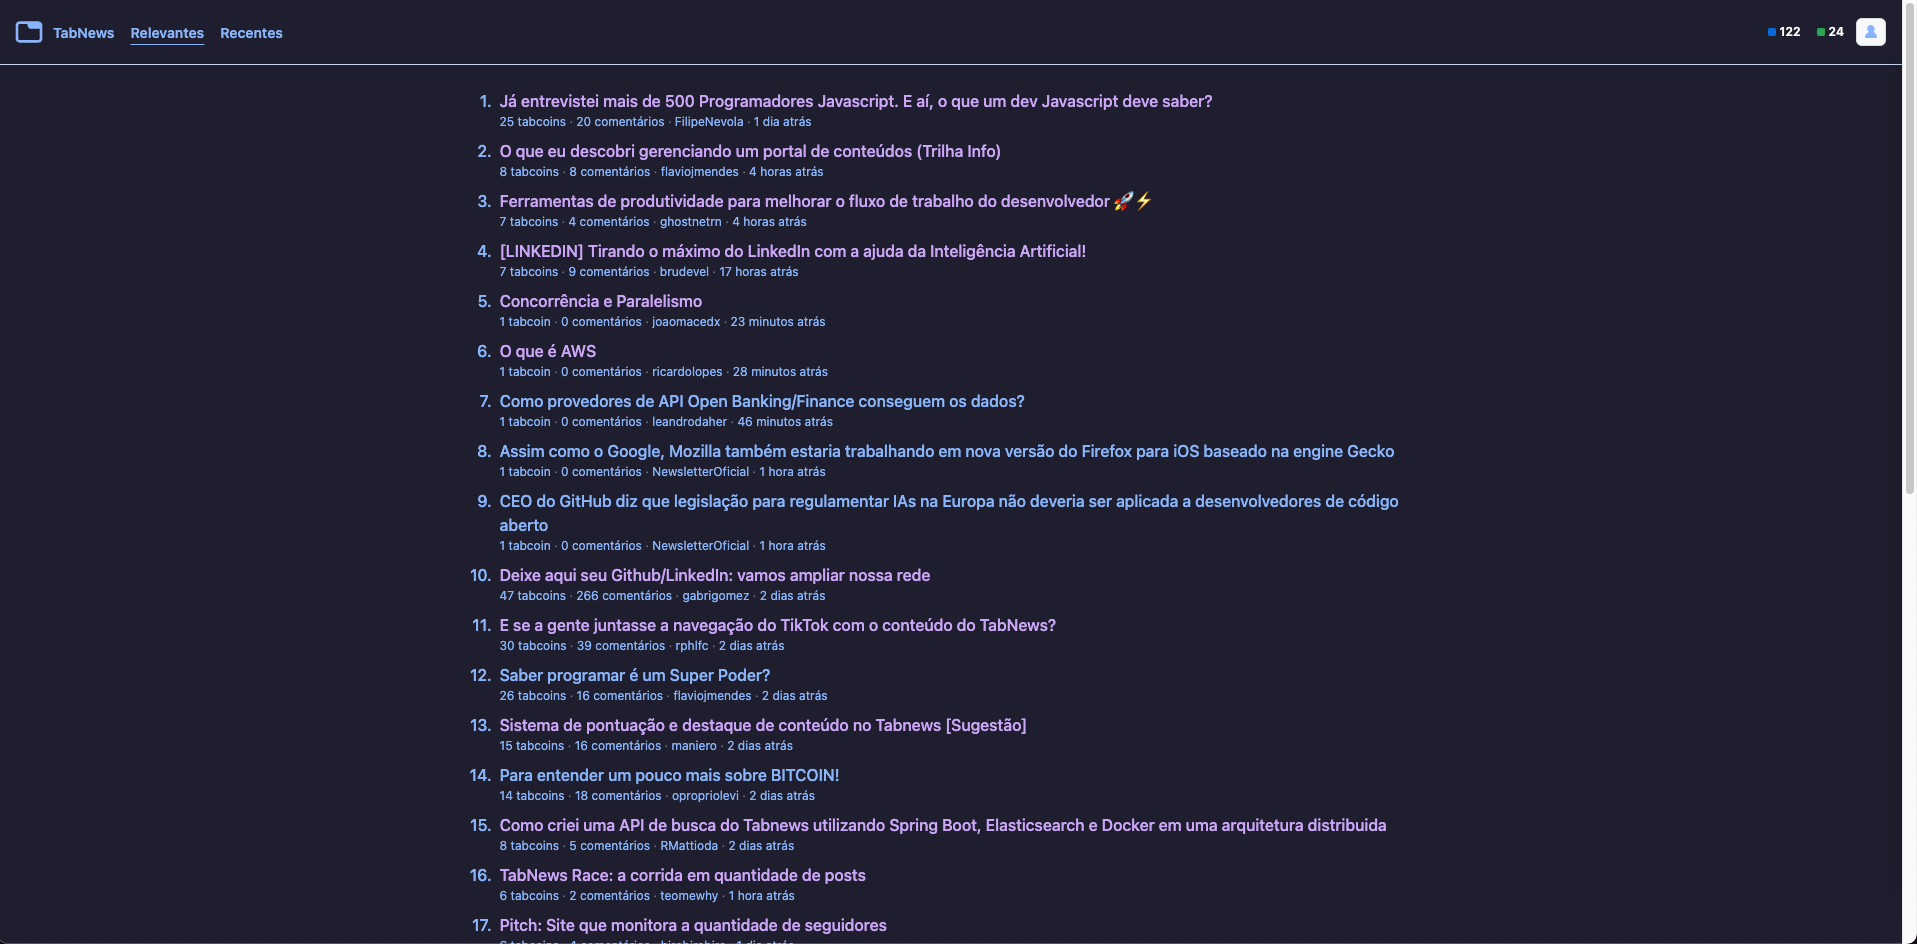 TabNews Relevantes Recentes 122 24
1. Já entrevistei mais de 500 Programadores Javascript. E aí, o que um dev Javascript deve saber?
25 tabcoins · 20 comentários · FilipeNevola · 1 dia atrás
2. O que eu descobri gerenciando um portal de conteúdos (Trilha Info)
8 tabcoins · 8 comentários · flaviojmendes · 4 horas atrás
3. Ferramentas de produtividade para melhorar o fluxo de trabalho do desenvolvedor 🚀⚡
7 tabcoins · 4 comentários · ghostnetrn · 4 horas atrás
4. [LINKEDIN] Tirando o máximo do LinkedIn com a ajuda da Inteligência Artificial!
7 tabcoins · 9 comentários · brudevel · 17 horas atrás
5. Concorrência e Paralelismo
1 tabcoin · 0 comentários · joaomacedx · 23 minutos atrás
6. O que é AWS
1 tabcoin · 0 comentários · ricardolopes · 28 minutos atrás
7. Como provedores de API Open Banking/Finance conseguem os dados?
1 tabcoin · 0 comentários · leandrodaher · 46 minutos atrás
8. Assim como o Google, Mozilla também estaria trabalhando em nova versão do Firefox para iOS baseado na engine Gecko
1 tabcoin · 0 comentários · NewsletterOficial · 1 hora atrás
9. CEO do GitHub diz que legislação para regulamentar IAs na Europa não deveria ser aplicada a desenvolvedores de código
aberto
1 tabcoin · 0 comentários · NewsletterOficial · 1 hora atrás
10. Deixe aqui seu Github/LinkedIn: vamos ampliar nossa rede
47 tabcoins · 266 comentários · gabrigomez · 2 dias atrás
11. E se a gente juntasse a navegação do TikTok com o conteúdo do TabNews?
30 tabcoins · 39 comentários · rphlfc · 2 dias atrás
12. Saber programar é um Super Poder?
26 tabcoins · 16 comentários · flaviojmendes · 2 dias atrás
13. Sistema de pontuação e destaque de conteúdo no Tabnews [Sugestão]
15 tabcoins · 16 comentários · maniero · 2 dias atrás
14. Para entender um pouco mais sobre BITCOIN!
14 tabcoins · 18 comentários · opropriolevi · 2 dias atrás
15. Como criei uma API de busca do Tabnews utilizando Spring Boot, Elasticsearch e Docker em uma arquitetura distribuida
8 tabcoins · 5 comentários · RMattioda · 2 dias atrás
16. TabNews Race: a corrida em quantidade de posts
6 tabcoins · 2 comentários · teomewhy · 1 hora atrás
17. Pitch: Site que monitora a quantidade de seguidores